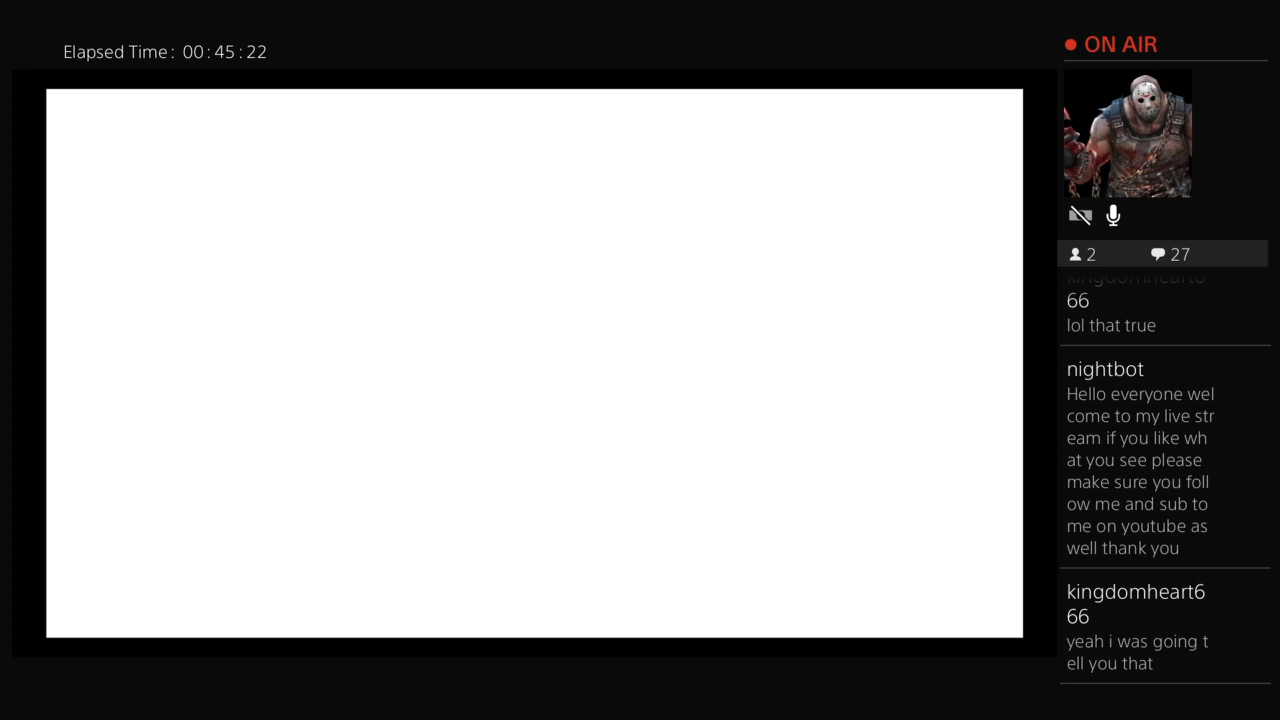 Elapsed Time: 00:45:22
ON AIR
2 27
66
lol that true
nightbot
Hello everyone wel
come to my live str
eam if you like wh
at you see please
make sure you foll
ow me and sub to
me on youtube as
well thank you
kingdomheart6
66
yeah i was going t
ell you that